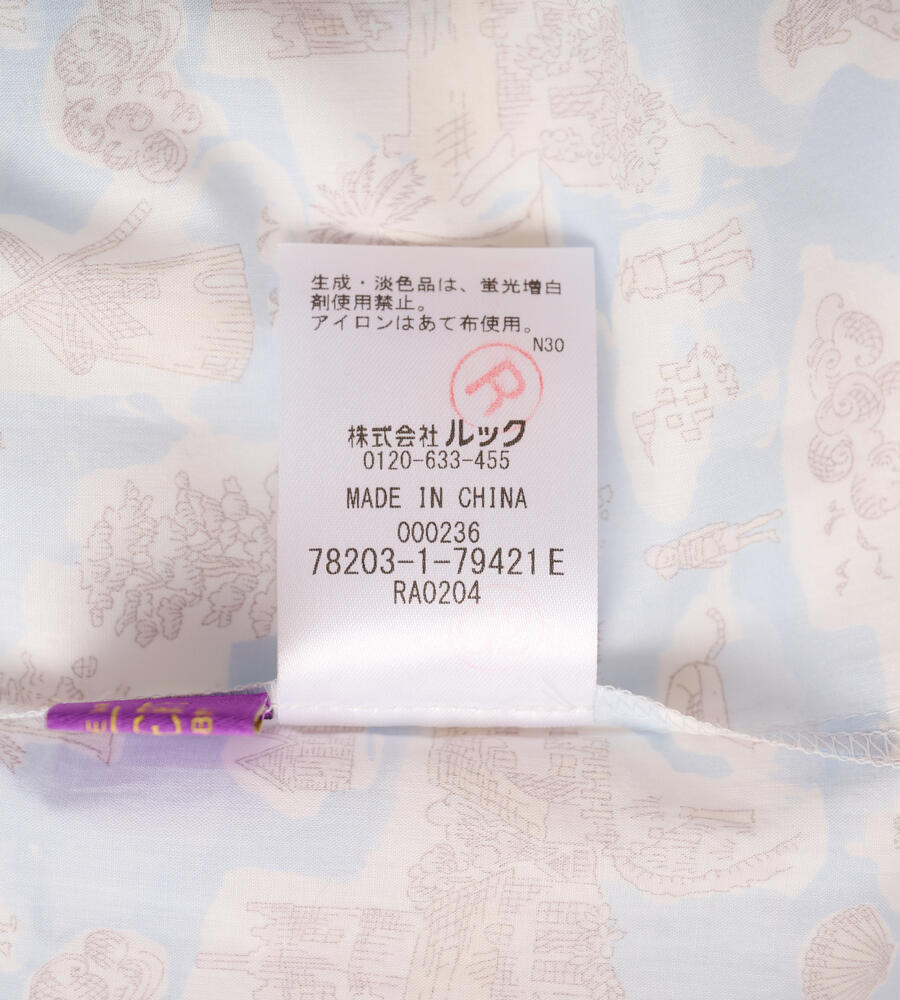 生成・淡色品は、蛍光増白
剤使用禁止。
アイロンはあて布使用。
N30
R
株式会社ルック
0120-633-455
MADE IN CHINA
000236
78203-1-79421E
RA0204